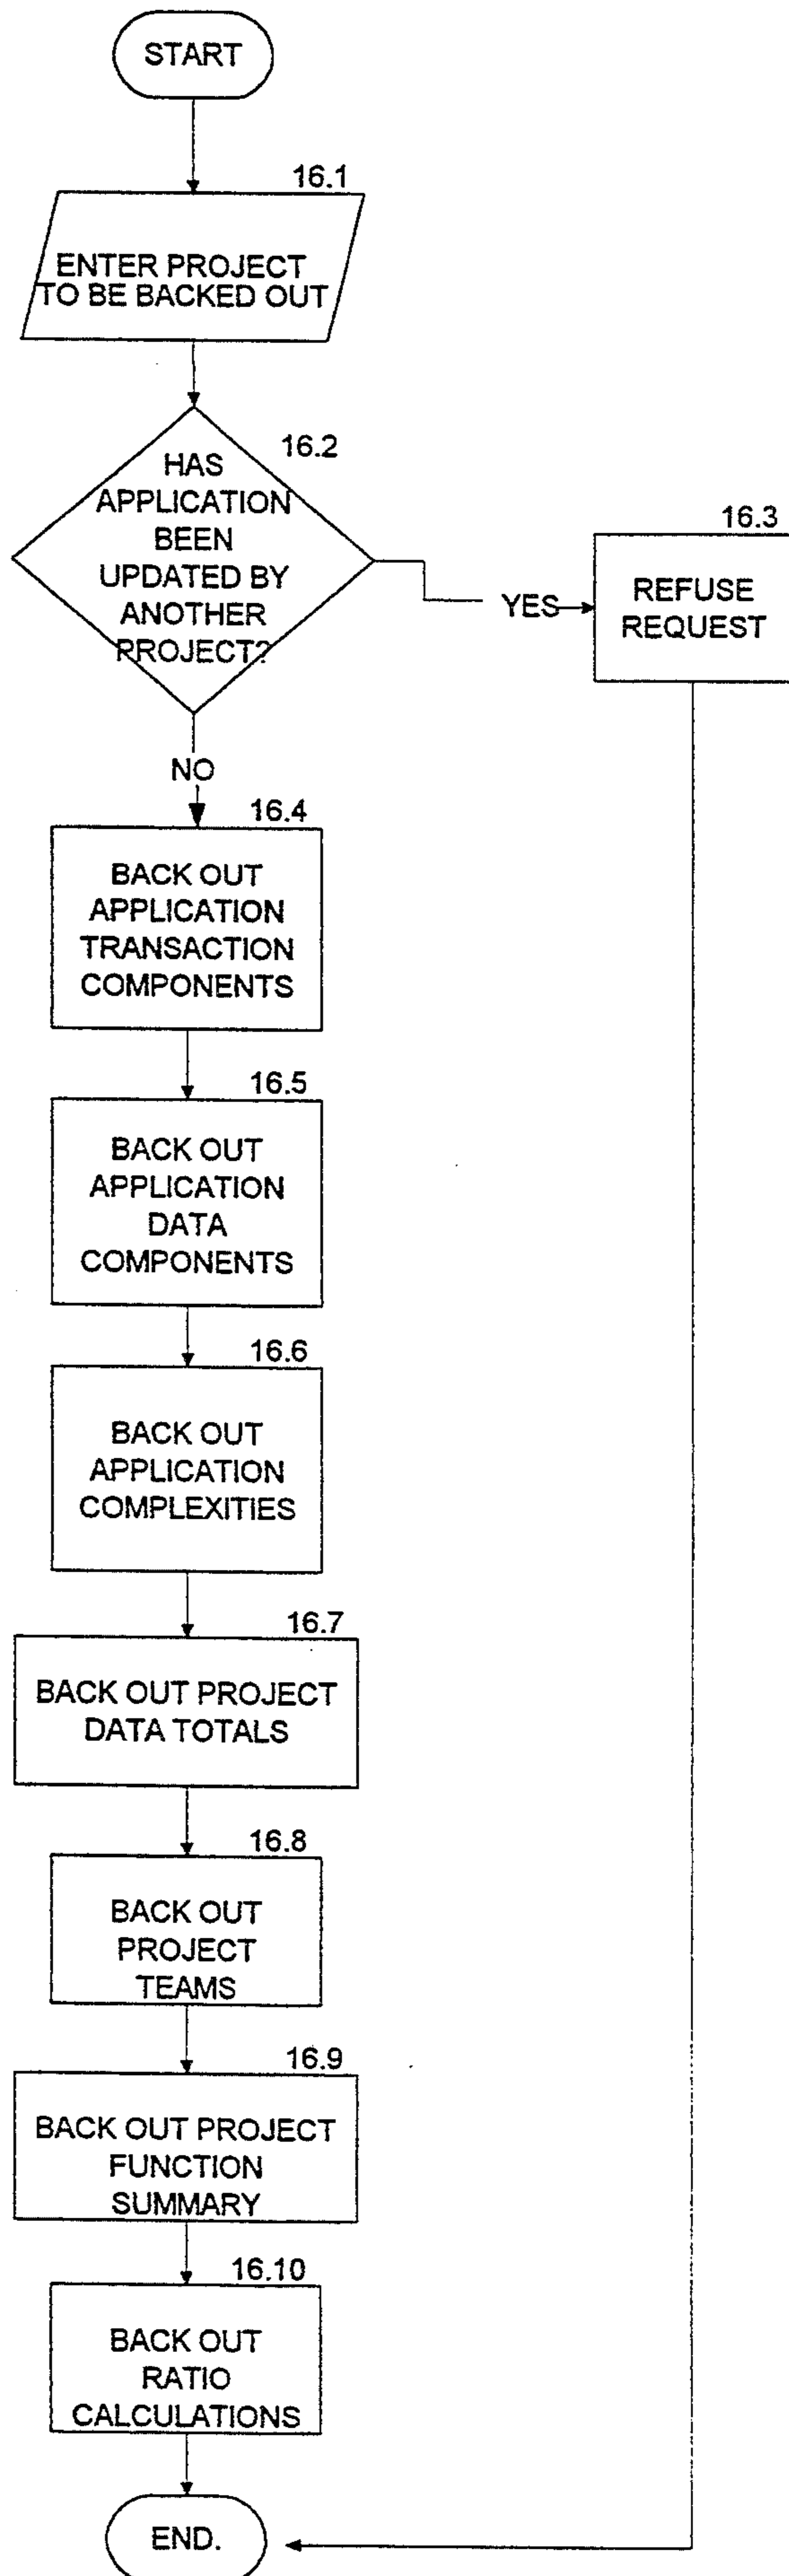 START
16.1
ENTER PROJECT
TO BE BACKED OUT
16.2
HAS
APPLICATION
BEEN
UPDATED BY
ANOTHER
PROJECT?
YES
16.3
REFUSE
REQUEST
NO
16.4
BACK OUT
APPLICATION
TRANSACTION
COMPONENTS
16.5
BACK OUT
APPLICATION
DATA
COMPONENTS
16.6
BACK OUT
APPLICATION
COMPLEXITIES
16.7
BACK OUT PROJECT
DATA TOTALS
16.8
BACK OUT
PROJECT
TEAMS
16.9
BACK OUT PROJECT
FUNCTION
SUMMARY
16.10
BACK OUT
RATIO
CALCULATIONS
END.